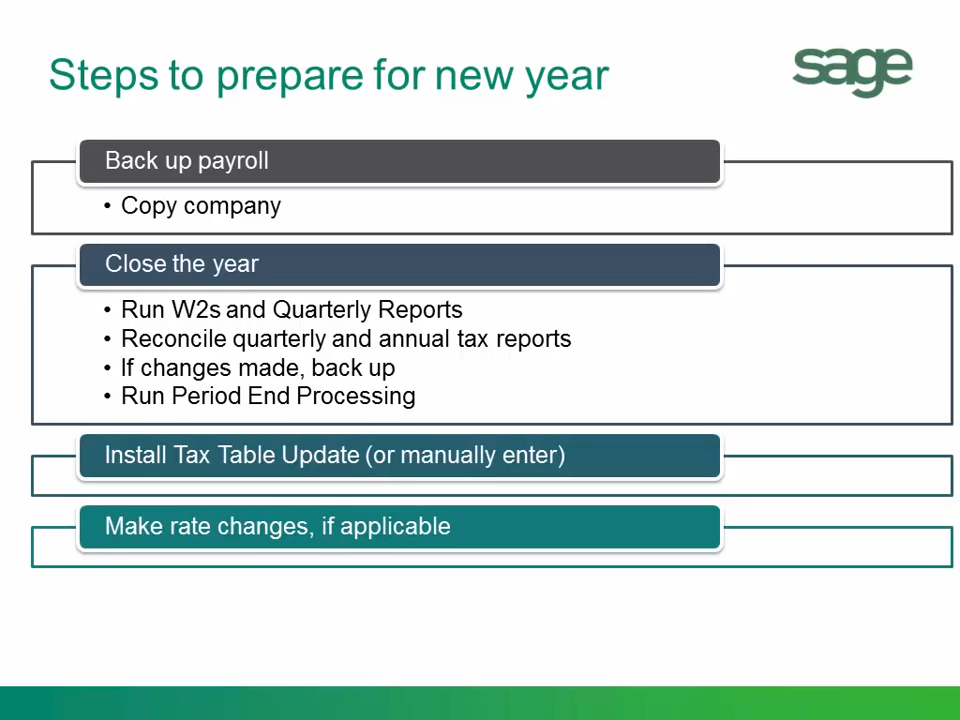 Steps to prepare for new year
sage
Back up payroll
• Copy company
Close the year
• Run W2s and Quarterly Reports
• Reconcile quarterly and annual tax reports
• If changes made, back up
• Run Period End Processing
Install Tax Table Update (or manually enter)
Make rate changes, if applicable